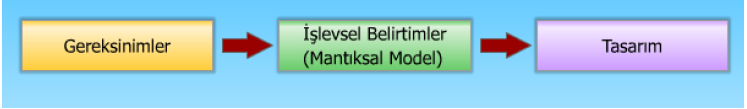 Gereksinimler
İşlevsel Belirtimler
(Mantıksal Model)
Tasarım